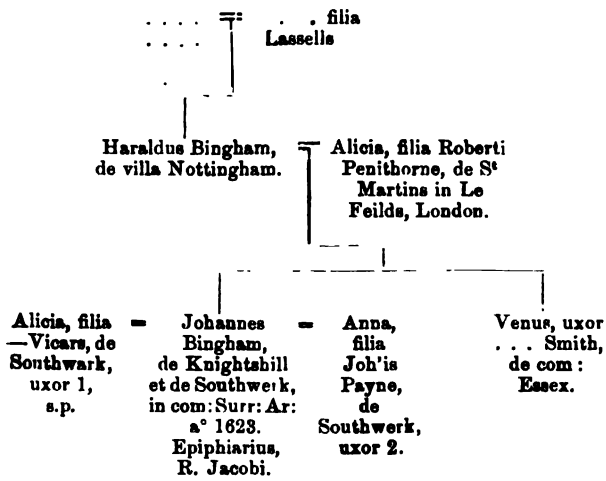 . . . . . . filia
. . . . Lassells
.
Haraldus Bingham,
de villa Nottingham.
Alicia, filia Roberti
Penithorne, de Sᵗ
Martins in Le
Feilds, London.
Alicia, filia
—Vicars, de
Southwark,
uxor 1,
s.p.
Johannes
Bingham,
de Knightshill
et de Southwerk,
in com: Surr: Ar:
a° 1623.
Epiphiarius,
R. Jacobi.
Anna,
filia
Joh'is
Payne,
de
Southwerk,
uxor 2.
Venus, uxor
. . . Smith,
de com :
Essex.